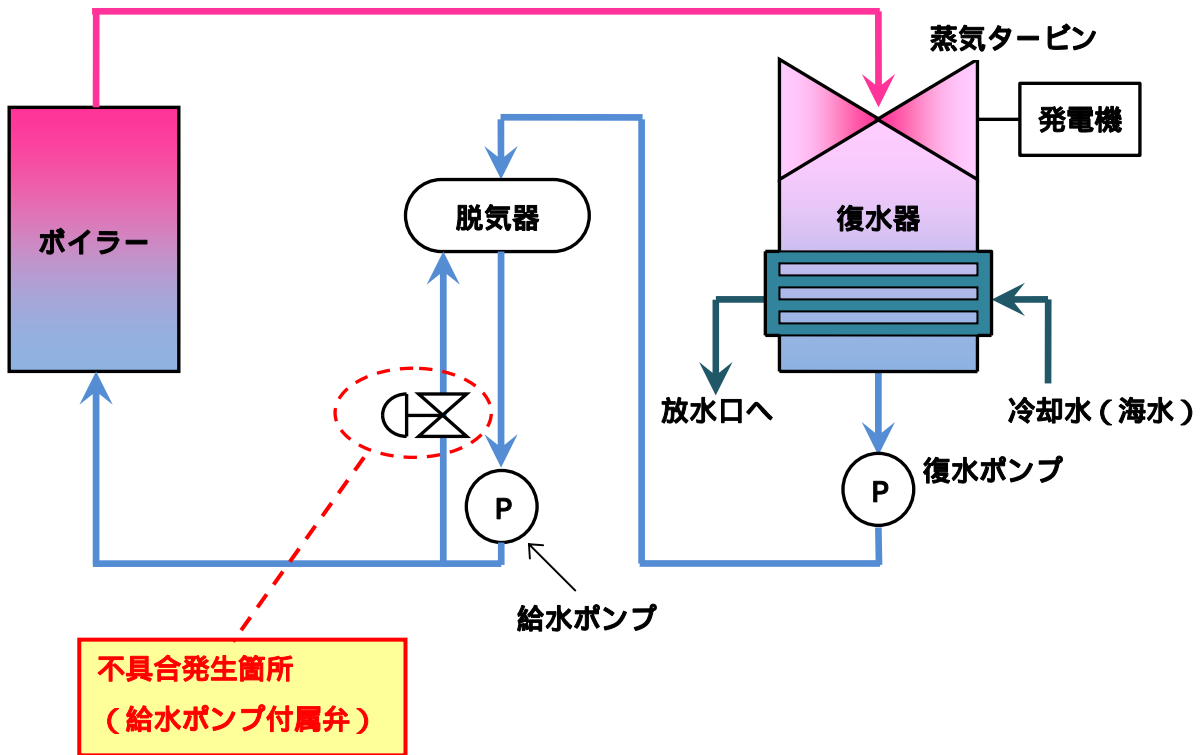 蒸気タービン
発電機
ボイラー
脱気器
復水器
放水口へ
冷却水（海水）
P
復水ポンプ
P
給水ポンプ
不具合発生箇所
（給水ポンプ付属弁）